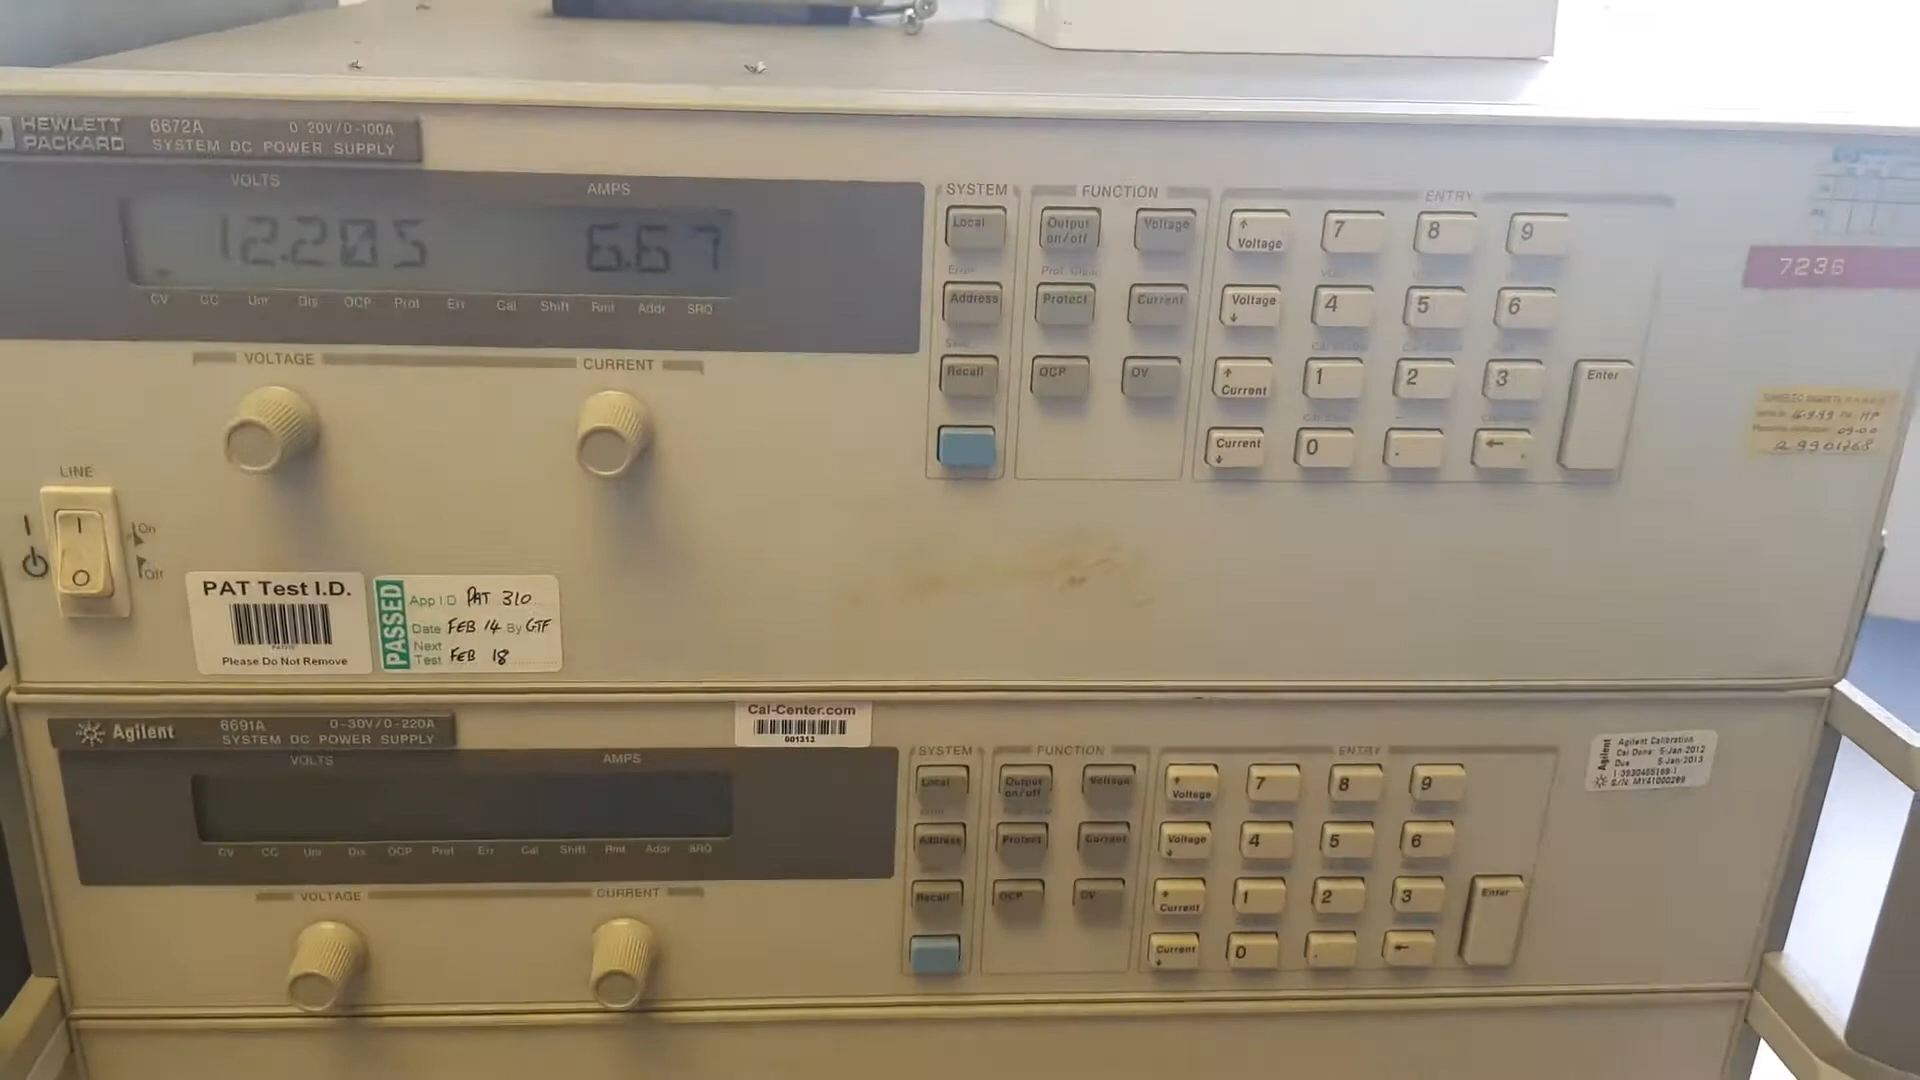 HEWLETT
PACKARD
6672A 0-20V/0-100A
SYSTEM DC POWER SUPPLY
VOLTS AMPS
12.205 6.67
CV CC Unr Dis OCP Prot Err Cal Shift Rmt Addr SRQ
VOLTAGE CURRENT
LINE
On
Off
SYSTEM FUNCTION ENTRY
Local Output on/off Voltage ↑ Voltage 7 8 9
Error Prot Clear
Address Protect Current Voltage ↓ 4 5 6
Save
Recall OCP OV ↑ Current 1 2 3 Enter
Current ↓ 0 . ←
7236
PAT Test I.D.
Please Do Not Remove
PASSED
App I.D PAT 310
Date FEB 14 By GTF
Next
Test FEB 18
Agilent
6691A 0-30V/0-220A
SYSTEM DC POWER SUPPLY
Cal-Center.com
001312
VOLTS AMPS
CV CC Unr Dis OCP Prot Err Cal Shift Rmt Addr SRQ
VOLTAGE CURRENT
SYSTEM FUNCTION ENTRY
Local Output on/off Voltage ↑ Voltage 7 8 9
Address Protect Current Voltage ↓ 4 5 6
Recall OCP OV ↑ Current 1 2 3 Enter
Current ↓ 0 . ←
Agilent
Agilent Calibration
Cal Done: 5-Jan-2012
Due 5-Jan-2013
S/N: MY41000299